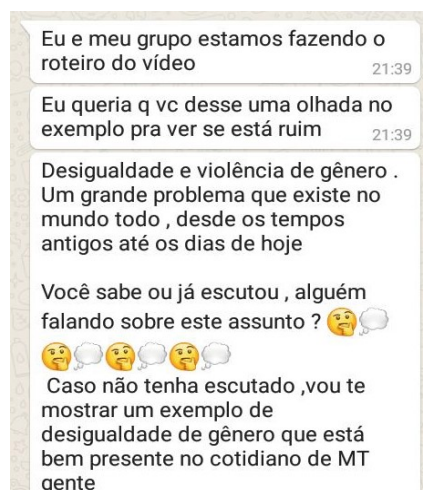 Eu e meu grupo estamos fazendo o
roteiro do vídeo
21:39
Eu queria q vc desse uma olhada no
exemplo pra ver se está ruim
21:39
Desigualdade e violência de gênero .
Um grande problema que existe no
mundo todo , desde os tempos
antigos até os dias de hoje
Você sabe ou já escutou , alguém
falando sobre este assunto ? 🤔💭
🤔💭🤔💭🤔💭
Caso não tenha escutado ,vou te
mostrar um exemplo de
desigualdade de gênero que está
bem presente no cotidiano de MT
gente